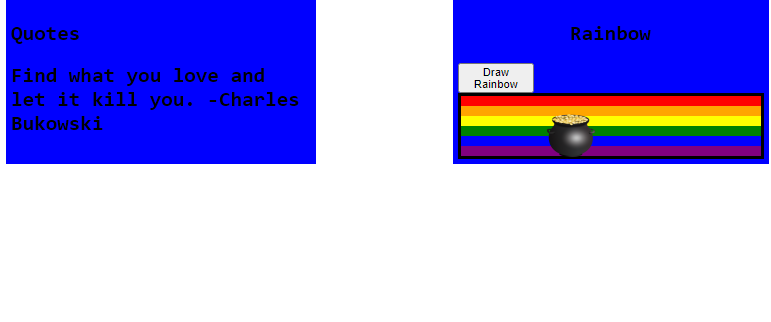 Quotes
Find what you love and
let it kill you. -Charles
Bukowski
Rainbow
Draw
Rainbow